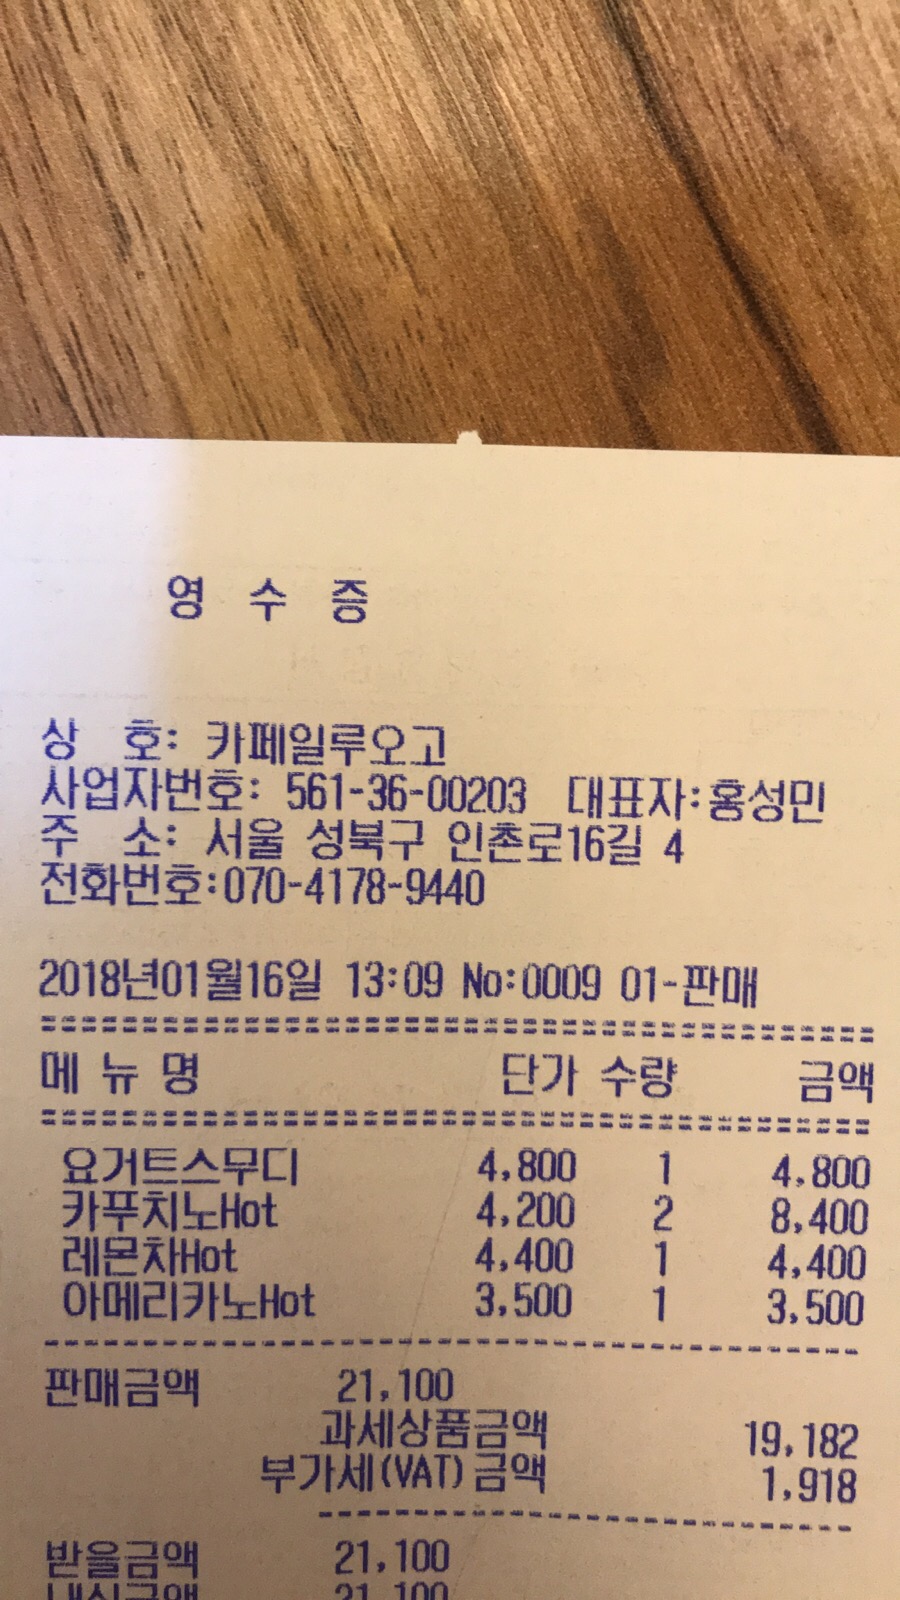 영 수 증
상 호: 카페일루오고
사업자번호: 561-36-00203 대표자:홍성민
주 소: 서울 성북구 인촌로16길 4
전화번호:070-4178-9440
2018년01월16일 13:09 No:0009 01-판매
메 뉴 명 단가 수량 금액
요거트스무디 4,800 1 4,800
카푸치노Hot 4,200 2 8,400
레몬차Hot 4,400 1 4,400
아메리카노Hot 3,500 1 3,500
판매금액 21,100
과세상품금액 19,182
부가세(VAT)금액 1,918
받을금액 21,100
21,100